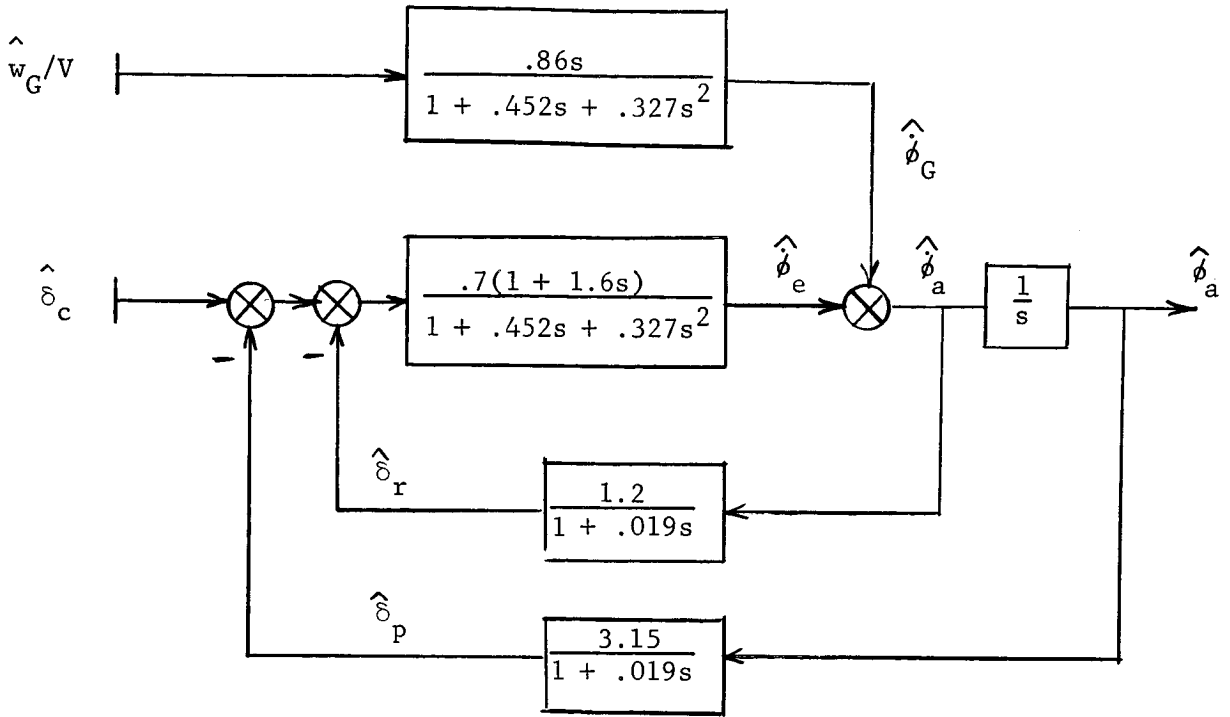 ŵ_G/V
.86s
1 + .452s + .327s²
φ̇̂_G
δ̂_c
.7(1 + 1.6s)
1 + .452s + .327s²
φ̇̂_e
φ̇̂_a
1
s
φ̂_a
-
-
δ̂_r
1.2
1 + .019s
δ̂_p
3.15
1 + .019s